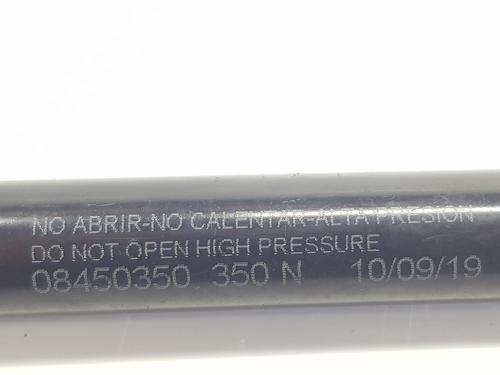 NO ABRIR-NO CALENTAR-ALTA PRESION
DO NOT OPEN HIGH PRESSURE
08450350 350 N 10/09/19